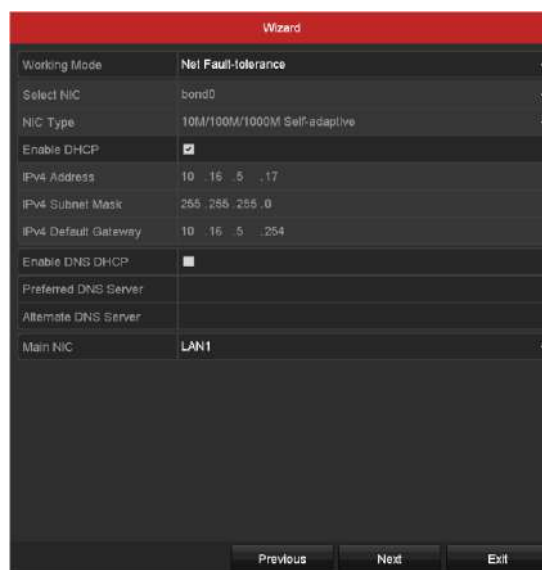 Wizard
Working Mode Net Fault-tolerance
Select NIC bond0
NIC Type 10M/100M/1000M Self-adaptive
Enable DHCP
IPv4 Address 10 .16 .5 .17
IPv4 Subnet Mask 255 .255 .255 .0
IPv4 Default Gateway 10 .16 .5 .254
Enable DNS DHCP
Preferred DNS Server
Alternate DNS Server
Main NIC LAN1
Previous Next Exit